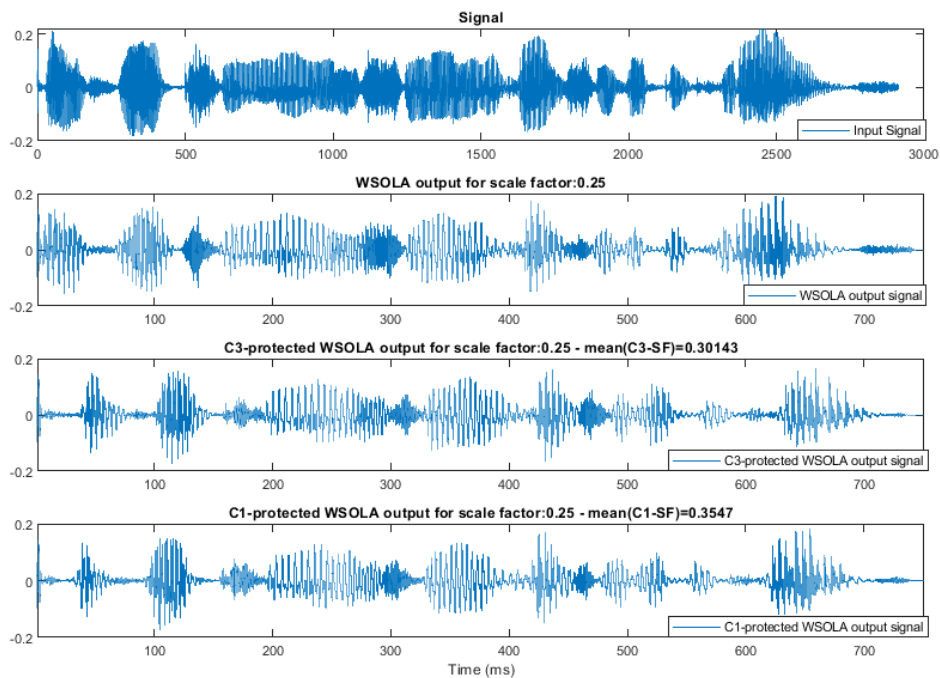 Signal
0.2
0
-0.2
0 500 1000 1500 2000 2500 3000
Input Signal
WSOLA output for scale factor:0.25
0.2
0
-0.2
100 200 300 400 500 600 700
WSOLA output signal
C3-protected WSOLA output for scale factor:0.25 - mean(C3-SF)=0.30143
0.2
0
-0.2
100 200 300 400 500 600 700
C3-protected WSOLA output signal
C1-protected WSOLA output for scale factor:0.25 - mean(C1-SF)=0.3547
0.2
0
-0.2
100 200 300 400 500 600 700
C1-protected WSOLA output signal
Time (ms)